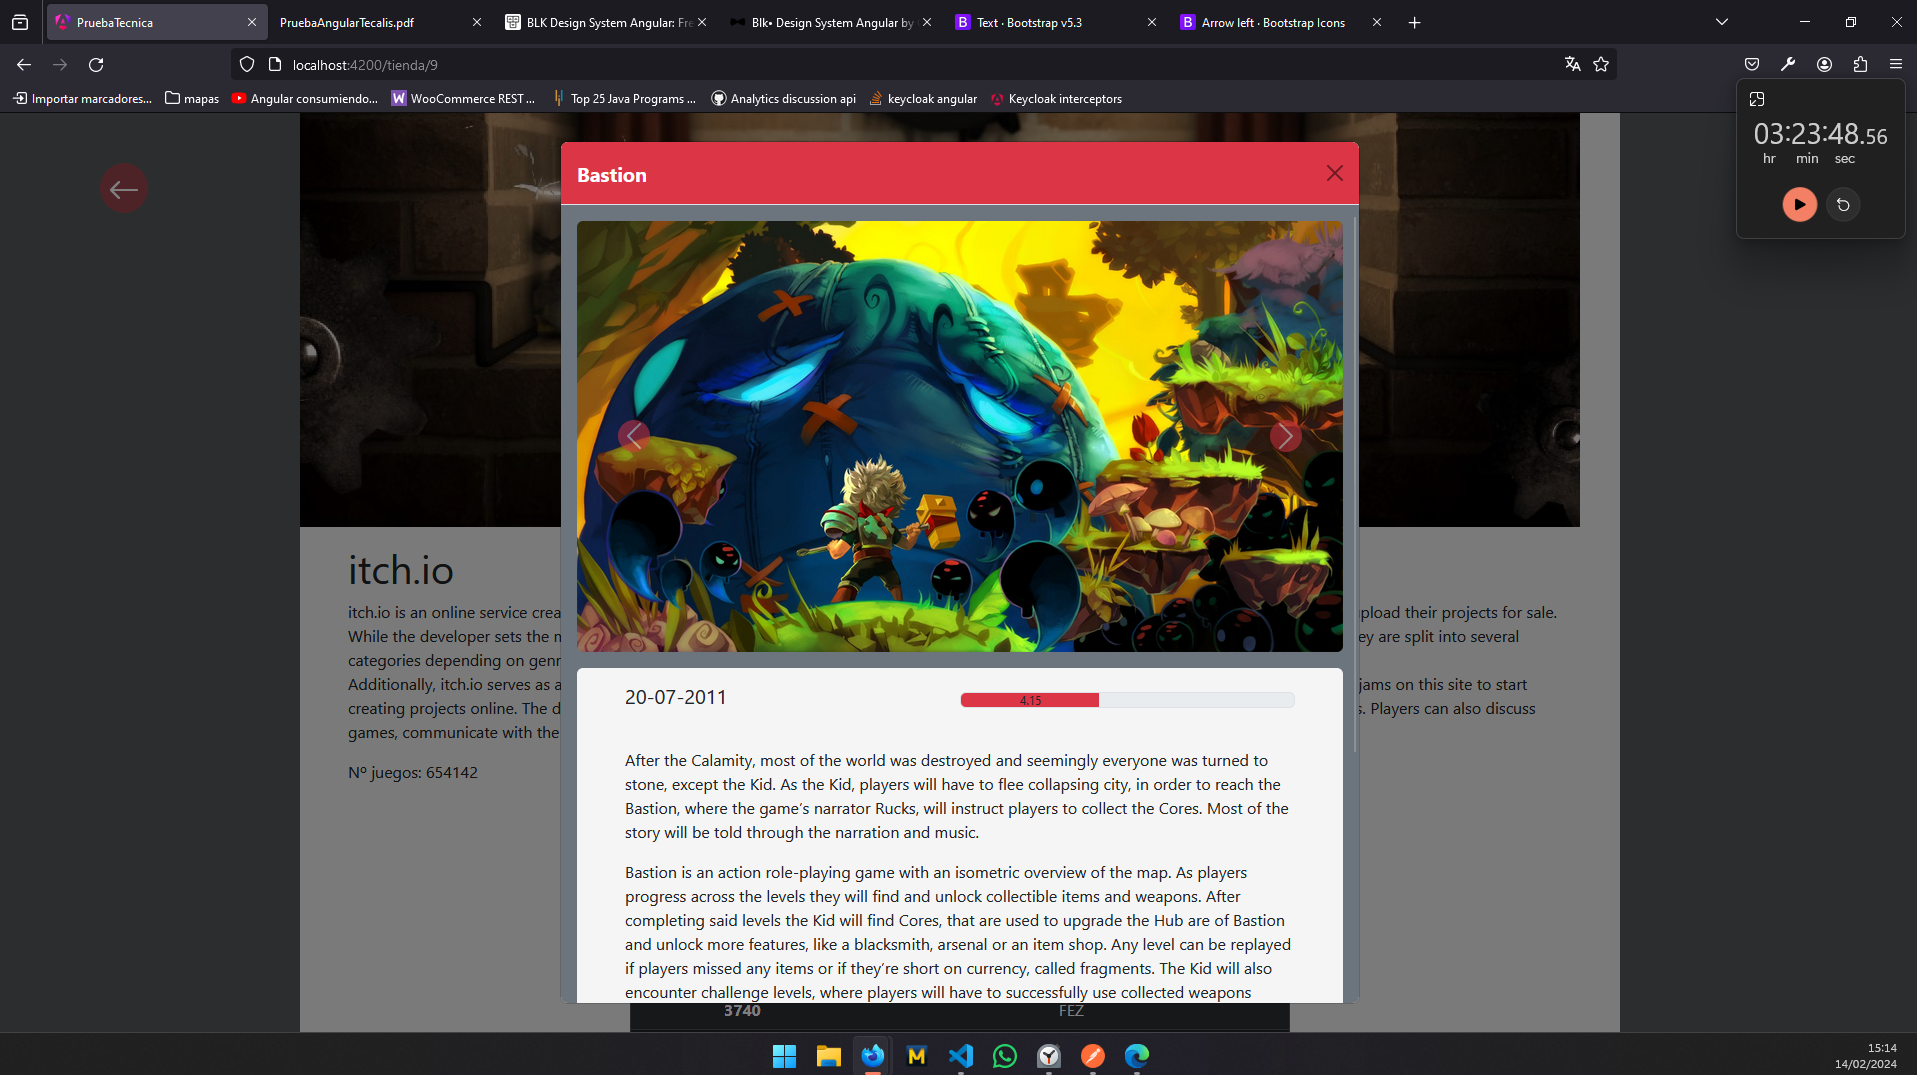 PruebaTecnica
PruebaAngularTecalis.pdf
BLK Design System Angular: Fre
Blk• Design System Angular by
Text · Bootstrap v5.3
Arrow left · Bootstrap Icons
localhost:4200/tienda/9
Importar marcadores...
mapas
Angular consumiendo...
WooCommerce REST ...
Top 25 Java Programs ...
Analytics discussion api
keycloak angular
Keycloak interceptors
03:23:48.56
hr min sec
Bastion
itch.io
itch.io is an online service crea
pload their projects for sale.
While the developer sets the
ey are split into several
categories depending on genr
Additionally, itch.io serves as a
jams on this site to start
creating projects online. The d
s. Players can also discuss
games, communicate with the
Nº juegos: 654142
20-07-2011
4.15
After the Calamity, most of the world was destroyed and seemingly everyone was turned to
stone, except the Kid. As the Kid, players will have to flee collapsing city, in order to reach the
Bastion, where the game's narrator Rucks, will instruct players to collect the Cores. Most of the
story will be told through the narration and music.
Bastion is an action role-playing game with an isometric overview of the map. As players
progress across the levels they will find and unlock collectible items and weapons. After
completing said levels the Kid will find Cores, that are used to upgrade the Hub are of Bastion
and unlock more features, like a blacksmith, arsenal or an item shop. Any level can be replayed
if players missed any items or if they're short on currency, called fragments. The Kid will also
encounter challenge levels, where players will have to successfully use collected weapons
3740 FEZ
15:14
14/02/2024